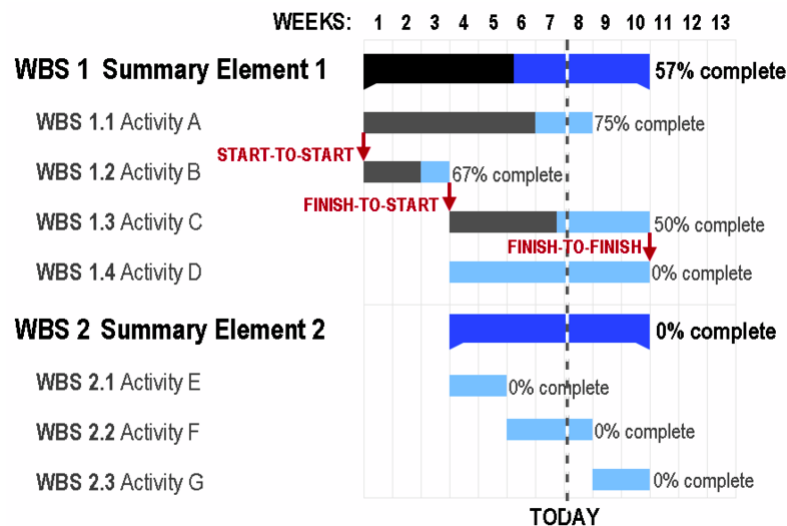 WEEKS: 1 2 3 4 5 6 7 8 9 10 11 12 13
WBS 1 Summary Element 1 57% complete
WBS 1.1 Activity A 75% complete
START-TO-START
WBS 1.2 Activity B 67% complete
FINISH-TO-START
WBS 1.3 Activity C 50% complete
FINISH-TO-FINISH
WBS 1.4 Activity D 0% complete
WBS 2 Summary Element 2 0% complete
WBS 2.1 Activity E 0% complete
WBS 2.2 Activity F 0% complete
WBS 2.3 Activity G 0% complete
TODAY